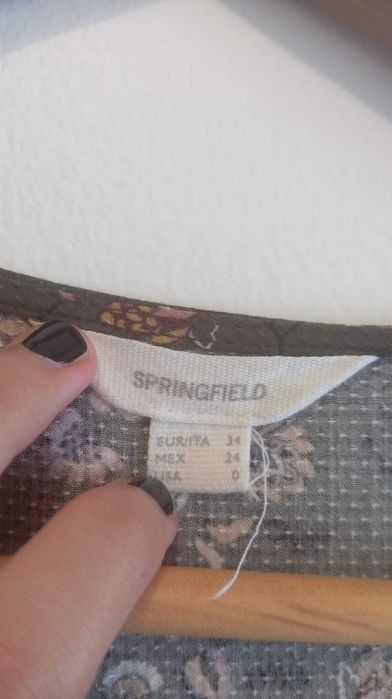 SPRINGFIELD
EUR/ITA 34
MEX 24
USA 0